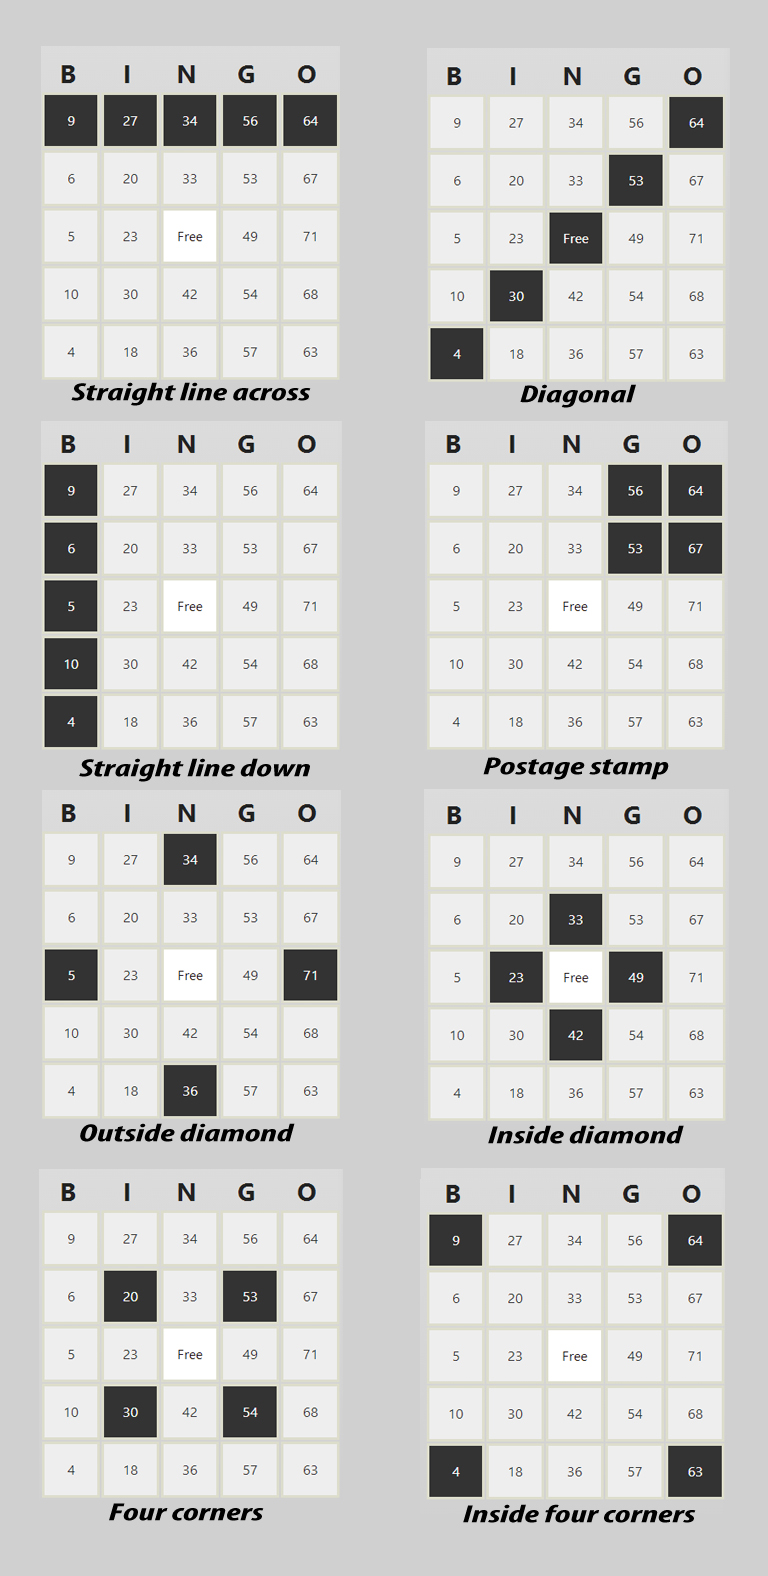 B I N G O
9 27 34 56 64
6 20 33 53 67
5 23 Free 49 71
10 30 42 54 68
4 18 36 57 63
Straight line across
B I N G O
9 27 34 56 64
6 20 33 53 67
5 23 Free 49 71
10 30 42 54 68
4 18 36 57 63
Diagonal
B I N G O
9 27 34 56 64
6 20 33 53 67
5 23 Free 49 71
10 30 42 54 68
4 18 36 57 63
Straight line down
B I N G O
9 27 34 56 64
6 20 33 53 67
5 23 Free 49 71
10 30 42 54 68
4 18 36 57 63
Postage stamp
B I N G O
9 27 34 56 64
6 20 33 53 67
5 23 Free 49 71
10 30 42 54 68
4 18 36 57 63
Outside diamond
B I N G O
9 27 34 56 64
6 20 33 53 67
5 23 Free 49 71
10 30 42 54 68
4 18 36 57 63
Inside diamond
B I N G O
9 27 34 56 64
6 20 33 53 67
5 23 Free 49 71
10 30 42 54 68
4 18 36 57 63
Four corners
B I N G O
9 27 34 56 64
6 20 33 53 67
5 23 Free 49 71
10 30 42 54 68
4 18 36 57 63
Inside four corners